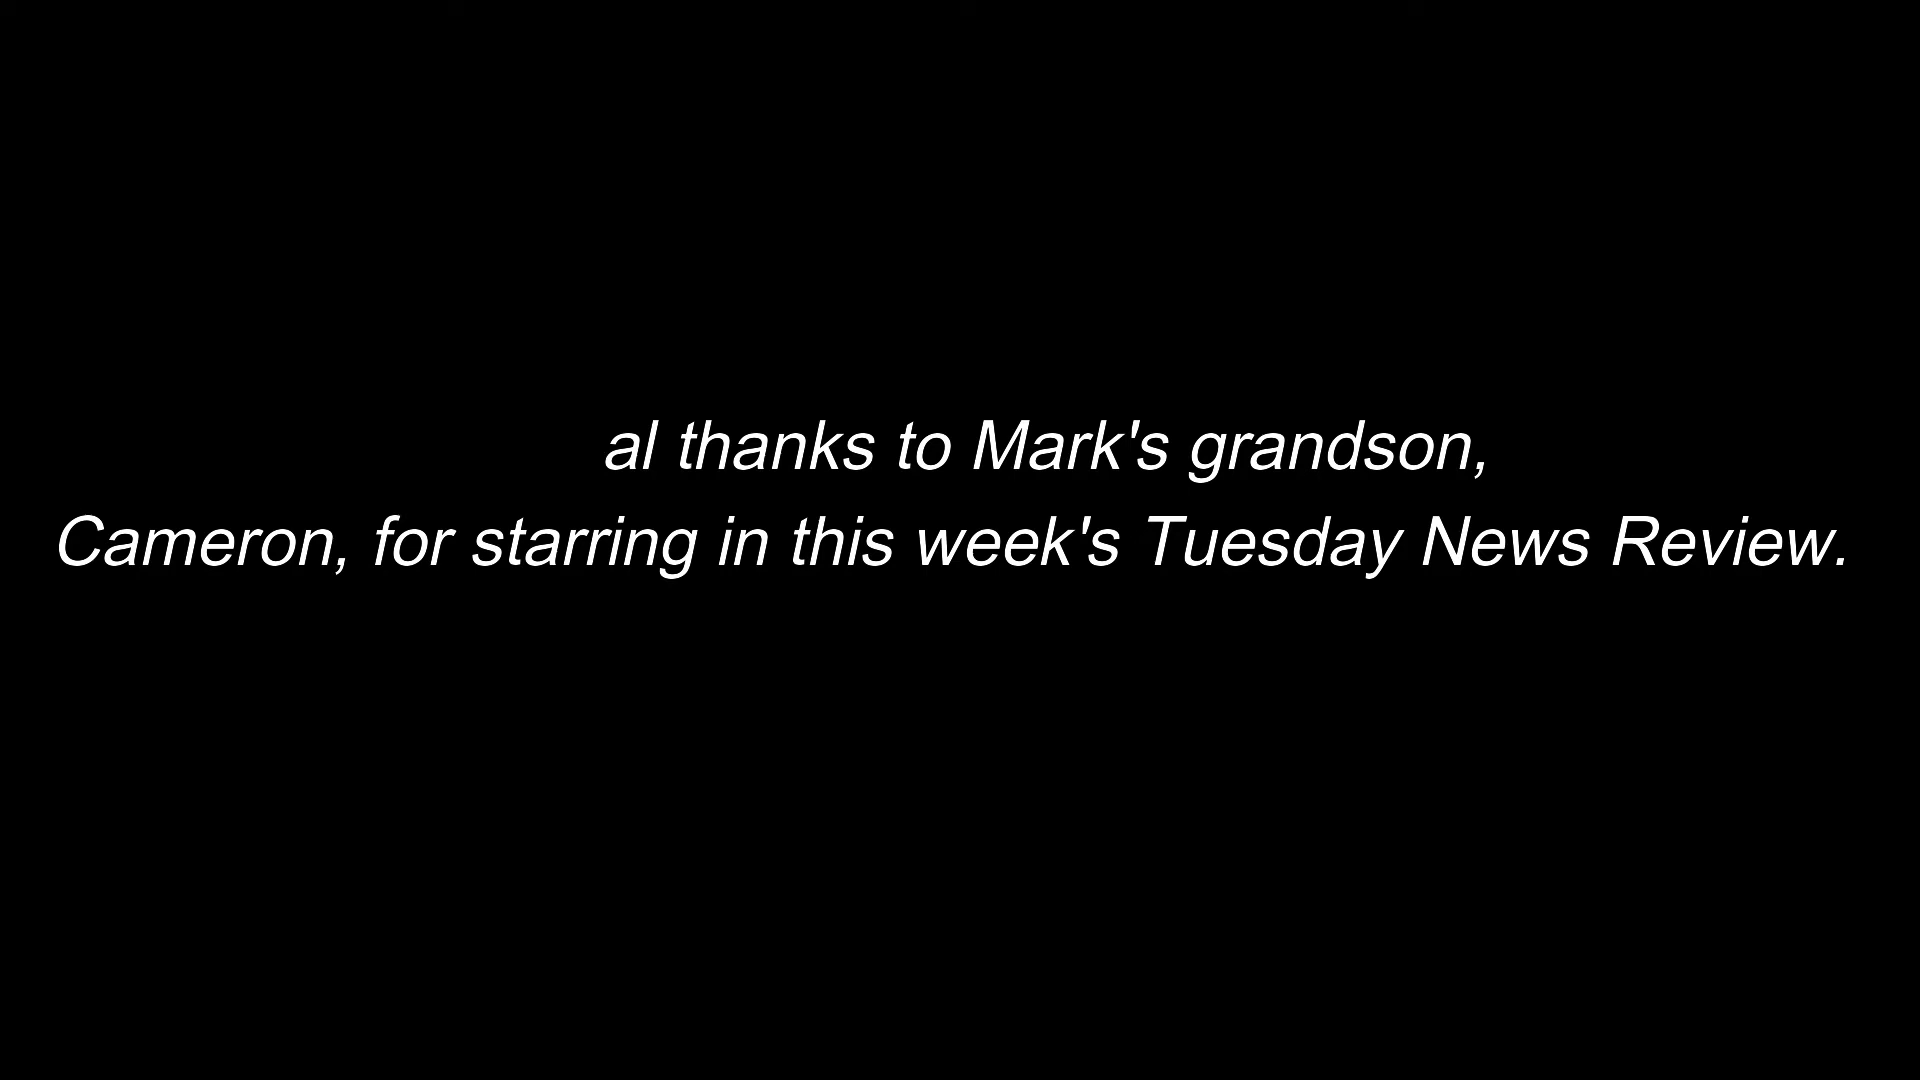 al thanks to Mark's grandson,
Cameron, for starring in this week's Tuesday News Review.